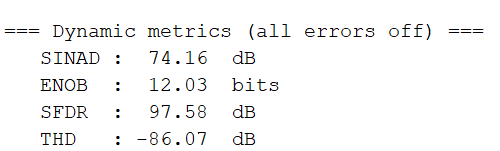 === Dynamic metrics (all errors off) ===
SINAD :  74.16  dB
ENOB  :  12.03  bits
SFDR  :  97.58  dB
THD   : -86.07  dB